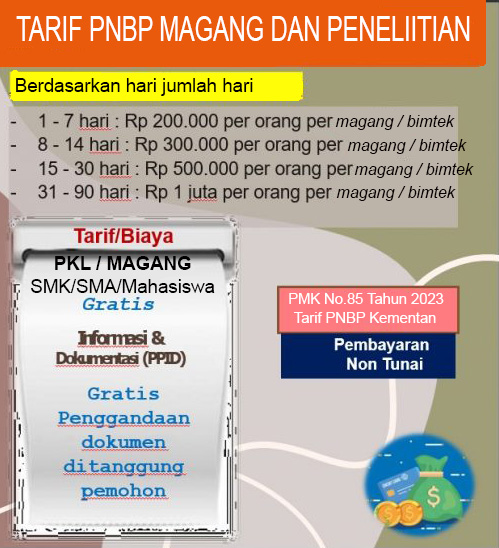 TARIF PNBP MAGANG DAN PENELIITIAN
Berdasarkan hari jumlah hari
- 1 - 7 hari : Rp 200.000 per orang per magang / bimtek
- 8 - 14 hari : Rp 300.000 per orang per magang / bimtek
- 15 - 30 hari : Rp 500.000 per orang per magang / bimtek
- 31 - 90 hari : Rp 1 juta per orang per magang / bimtek
Tarif/Biaya
PKL / MAGANG
SMK/SMA/Mahasiswa
Gratis
Informasi &
Dokumentasi (PPID)
Gratis
Penggandaan
dokumen
ditanggung
pemohon
PMK No.85 Tahun 2023
Tarif PNBP Kementan
Pembayaran
Non Tunai